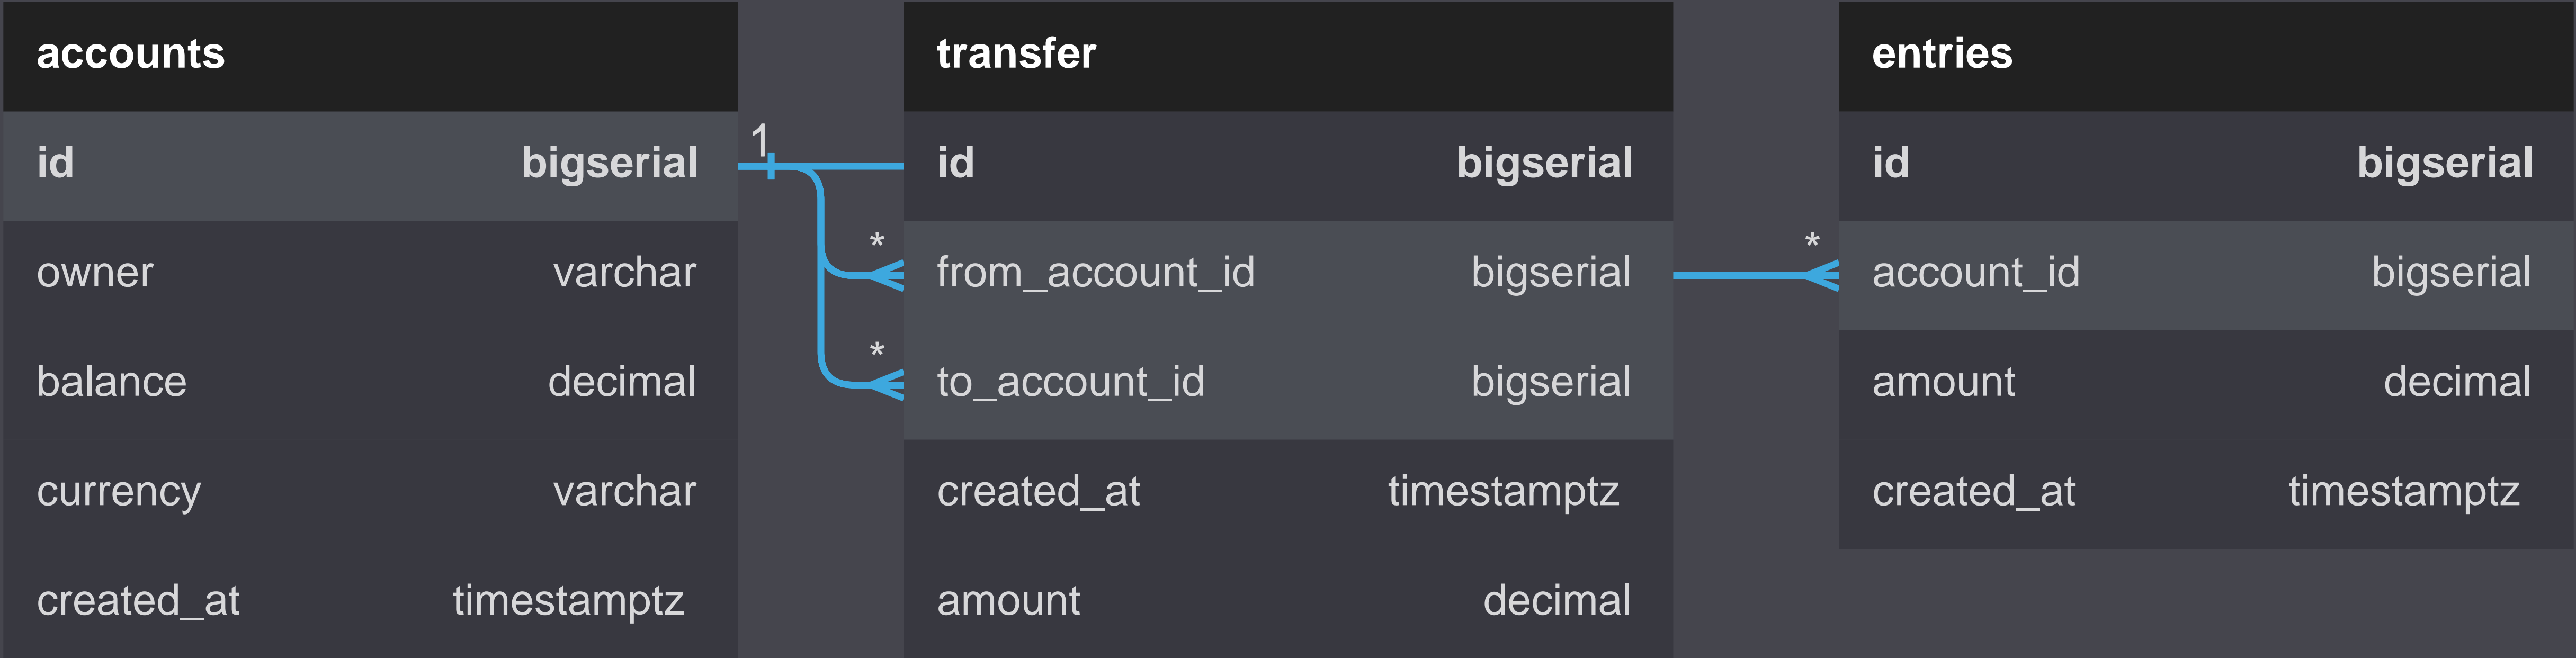 accounts
id bigserial
owner varchar
balance decimal
currency varchar
created_at timestamptz
1
*
*
transfer
id bigserial
from_account_id bigserial
to_account_id bigserial
created_at timestamptz
amount decimal
*
entries
id bigserial
account_id bigserial
amount decimal
created_at timestamptz